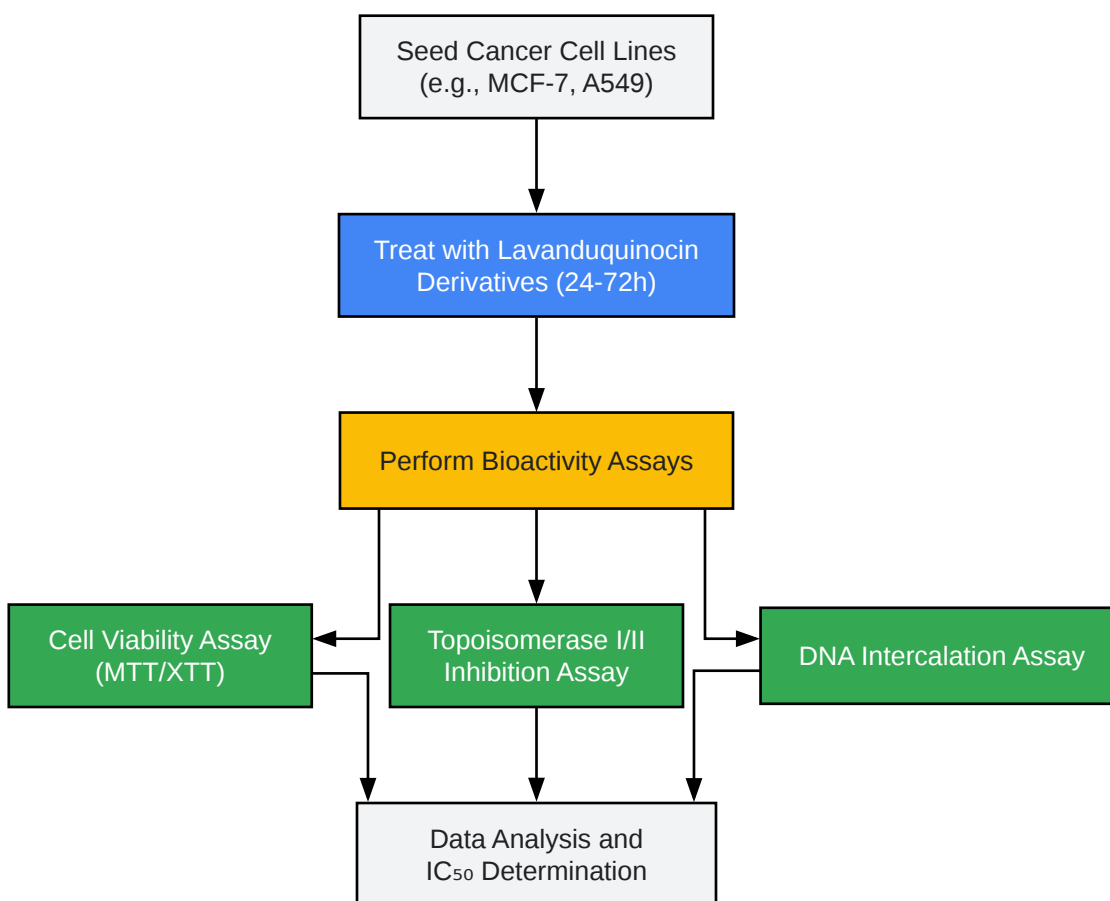 Seed Cancer Cell Lines
(e.g., MCF-7, A549)
Treat with Lavanduquinocin
Derivatives (24-72h)
Perform Bioactivity Assays
Cell Viability Assay
(MTT/XTT)
Topoisomerase I/II
Inhibition Assay
DNA Intercalation Assay
Data Analysis and
IC₅₀ Determination